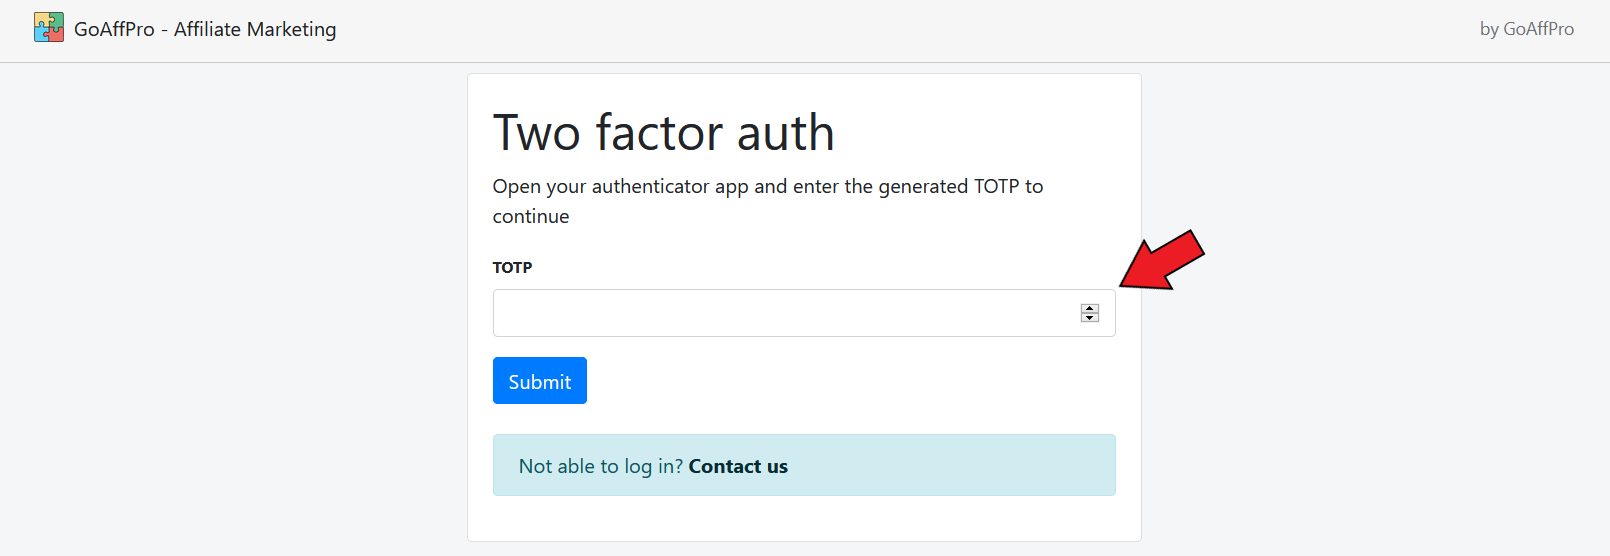 GoAffPro - Affiliate Marketing
by GoAffPro
Two factor auth
Open your authenticator app and enter the generated TOTP to
continue
TOTP
Submit
Not able to log in? Contact us